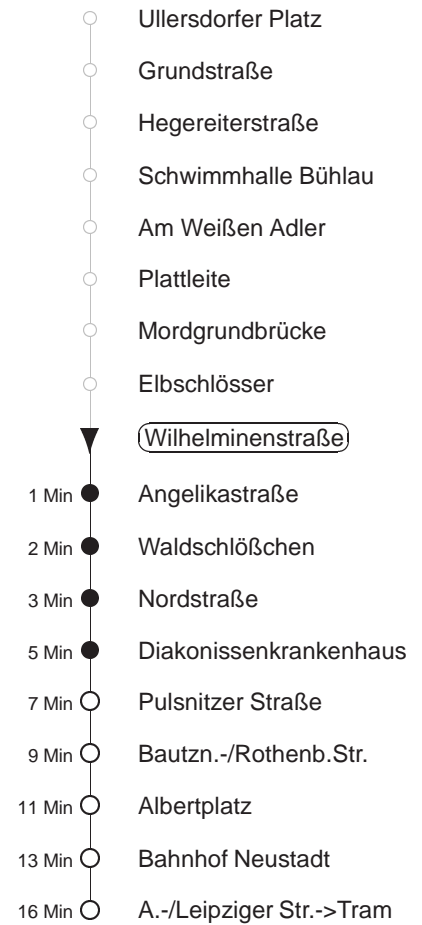 Ullersdorfer Platz
Grundstraße
Hegereiterstraße
Schwimmhalle Bühlau
Am Weißen Adler
Plattleite
Mordgrundbrücke
Elbschlösser
Wilhelminenstraße
1 Min Angelikastraße
2 Min Waldschlößchen
3 Min Nordstraße
5 Min Diakonissenkrankenhaus
7 Min Pulsnitzer Straße
9 Min Bautzn.-/Rothenb.Str.
11 Min Albertplatz
13 Min Bahnhof Neustadt
16 Min A.-/Leipziger Str.->Tram